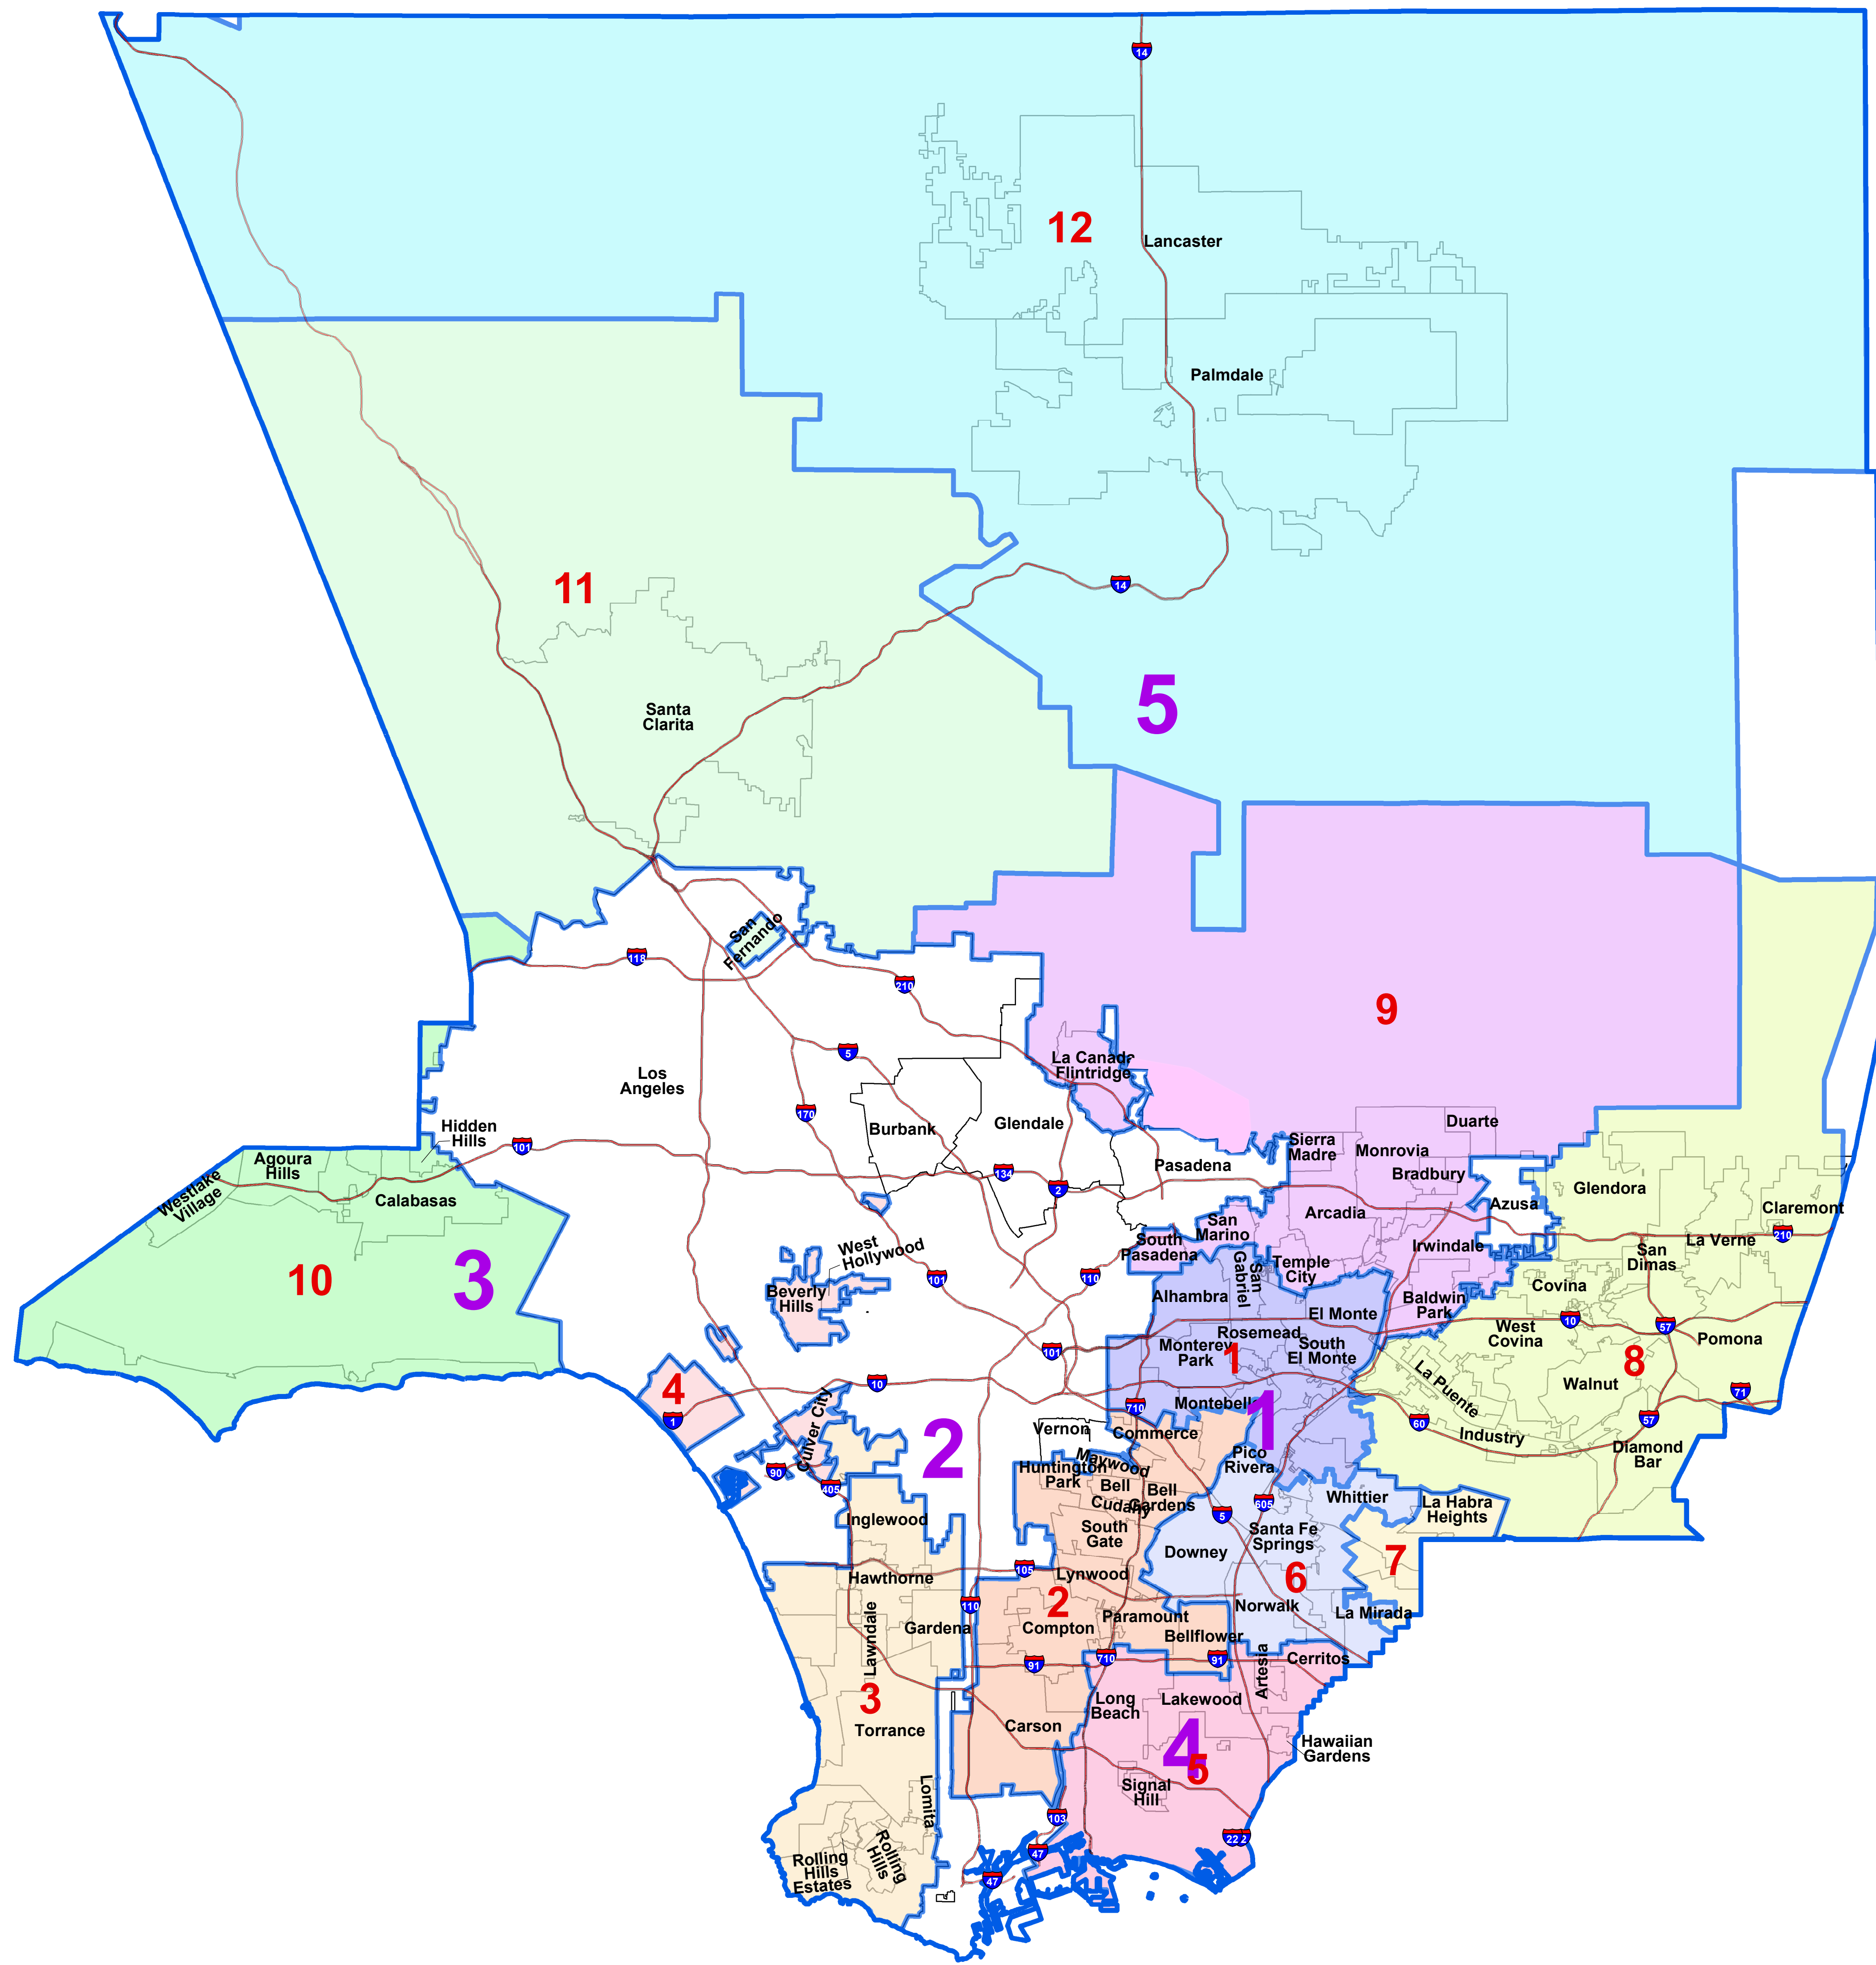 14
12
Lancaster
Palmdale
11
14
5
Santa
Clarita
San
Fernando
118
210
9
La Canada
Flintridge
Los
Angeles
5
170
Burbank
Glendale
Hidden
Hills
101
Agoura
Hills
Westlake
Village
Calabasas
134
2
Pasadena
Sierra
Madre
Monrovia
Duarte
Bradbury
Azusa
Glendora
Claremont
210
La Verne
San
Dimas
Arcadia
Irwindale
San
Marino
South
Pasadena
Temple
City
San
Gabriel
10
3
West
Hollywood
Beverly
Hills
101
110
Alhambra
El Monte
Baldwin
Park
Covina
West
Covina
10
57
Pomona
Rosemead
Monterey
Park
South
El Monte
1
101
8
Walnut
La Puente
71
57
60
Industry
Diamond
Bar
4
1
10
Culver City
90
405
2
710
Montebello
1
Vernon
Commerce
Pico
Rivera
Huntington
Park
Maywood
Bell
Bell
Gardens
Cudahy
South
Gate
5
605
Whittier
La Habra
Heights
Santa Fe
Springs
Downey
7
6
Inglewood
Hawthorne
105
Lynwood
2
110
Compton
Paramount
Bellflower
Norwalk
La Mirada
Lawndale
Gardena
91
710
91
Artesia
Cerritos
3
Torrance
Carson
Long
Beach
Lakewood
4
5
Hawaiian
Gardens
Signal
Hill
Lomita
103
22
47
47
Rolling
Hills
Rolling
Hills
Estates